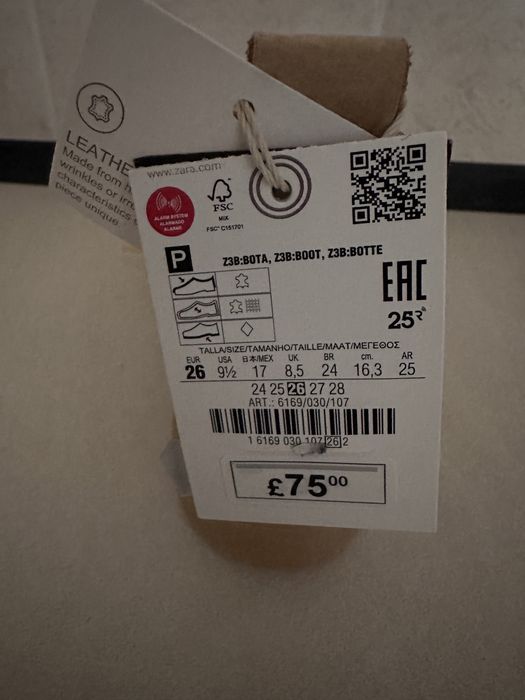 LEATHE
Made from
wrinkles or
characteristics
piece unique
www.zara.com
ALARM SYSTEM
ALARMADO
ALARME
FSC
MIX
FSC® C151701
P
Z3B:BOTA, Z3B:BOOT, Z3B:BOTTE
EAC
25
TALLA/SIZE/TAMANHO/TAILLE/MAAT/ΜΕΓΕΘΟΣ
EUR USA 日本/MEX UK BR cm. AR
26 9½ 17 8,5 24 16,3 25
24 25 26 27 28
ART.: 6169/030/107
1 6169 030 107 26 2
£75⁰⁰